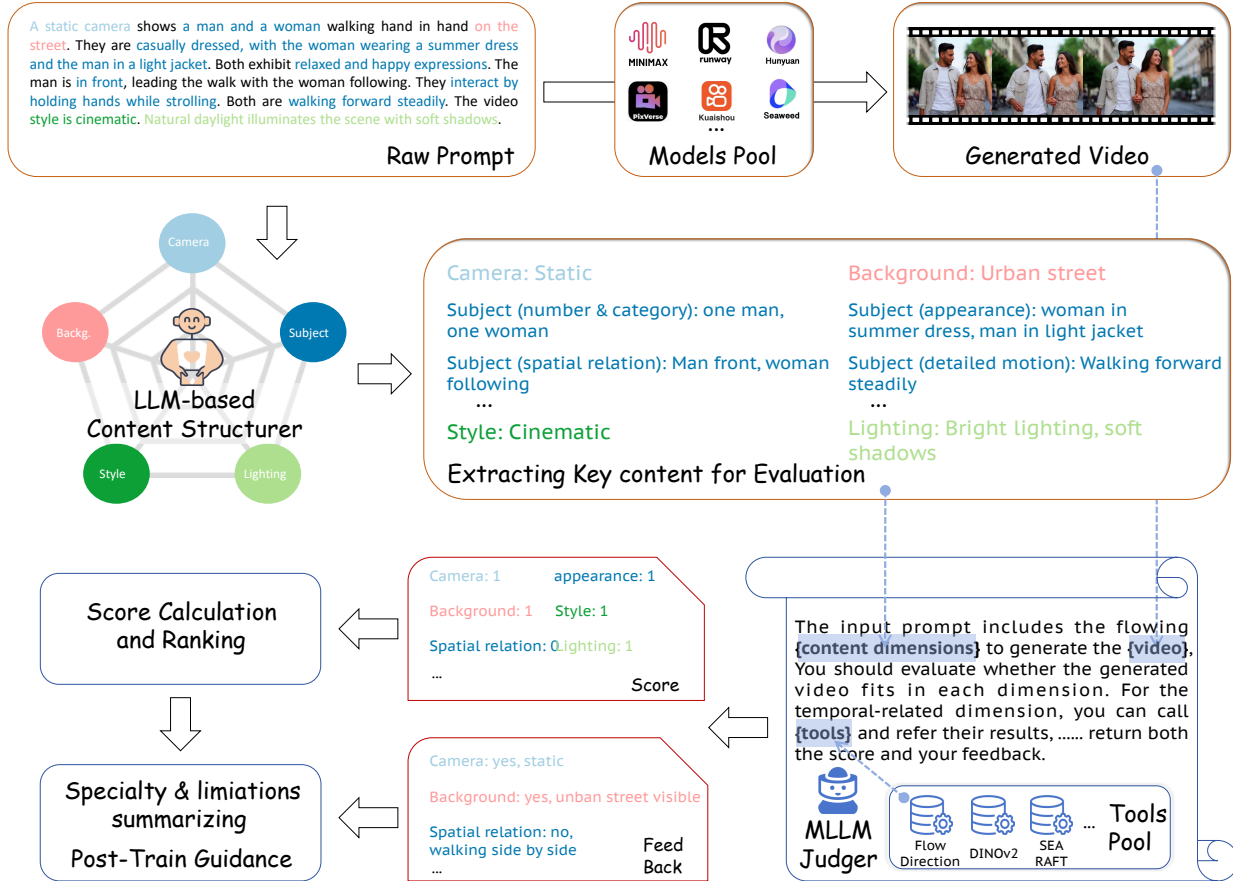 A static camera shows a man and a woman walking hand in hand on the
street. They are casually dressed, with the woman wearing a summer dress
and the man in a light jacket. Both exhibit relaxed and happy expressions. The
man is in front, leading the walk with the woman following. They interact by
holding hands while strolling. Both are walking forward steadily. The video
style is cinematic. Natural daylight illuminates the scene with soft shadows.
Raw Prompt
MINIMAX
runway
Hunyuan
PixVerse
Kuaishou
Seaweed
...
Models Pool
Generated Video
Camera
Backg.
Subject
Style
Lighting
LLM-based
Content Structurer
Camera: Static
Background: Urban street
Subject (number & category): one man,
one woman
Subject (appearance): woman in
summer dress, man in light jacket
Subject (spatial relation): Man front, woman
following
...
Subject (detailed motion): Walking forward
steadily
...
Style: Cinematic
Lighting: Bright lighting, soft
shadows
Extracting Key content for Evaluation
Score Calculation
and Ranking
Camera: 1
appearance: 1
Background: 1
Style: 1
Spatial relation: 0
Lighting: 1
...
Score
The input prompt includes the flowing
{content dimensions} to generate the {video},
You should evaluate whether the generated
video fits in each dimension. For the
temporal-related dimension, you can call
{tools} and refer their results, ...... return both
the score and your feedback.
Specialty & limiations
summarizing
Post-Train Guidance
Camera: yes, static
Background: yes, urban street visible
Spatial relation: no,
walking side by side
...
Feed
Back
MLLM
Judger
Flow
Direction
DINOv2
SEA
RAFT
...
Tools
Pool